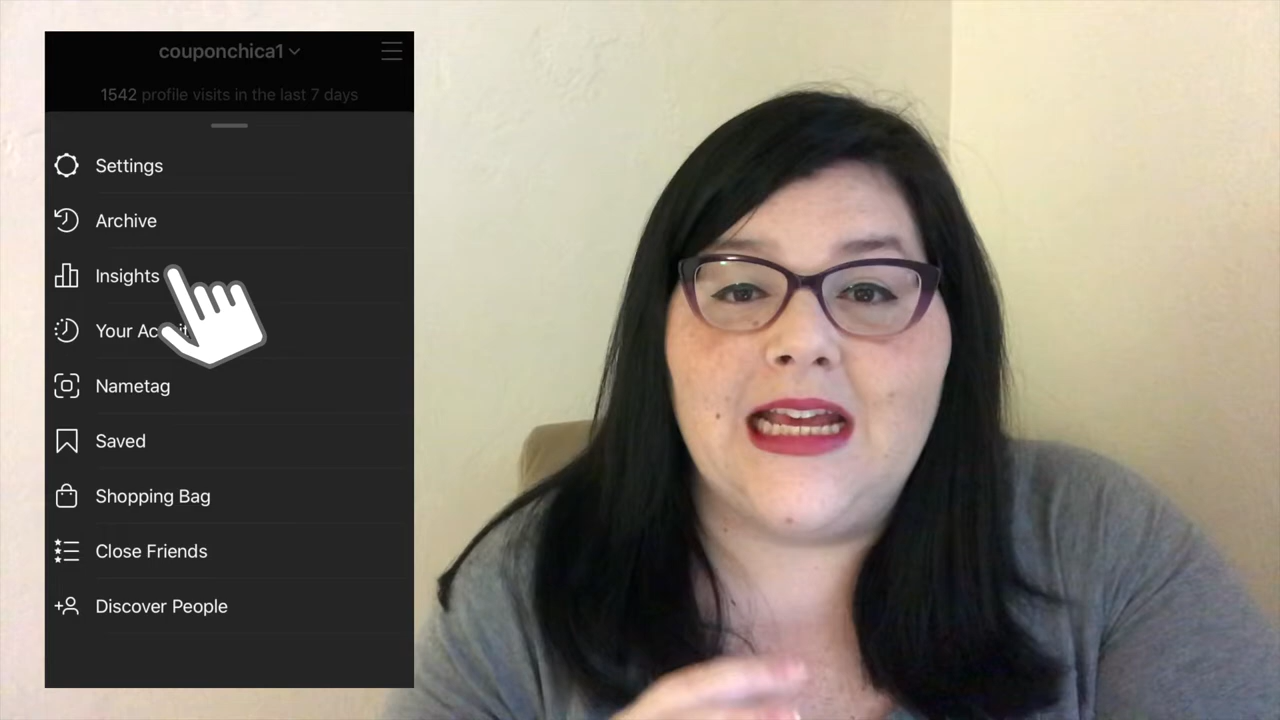 couponchica1
1542 profile visits in the last 7 days
Settings
Archive
Insights
Your
Nametag
Saved
Shopping Bag
Close Friends
Discover People